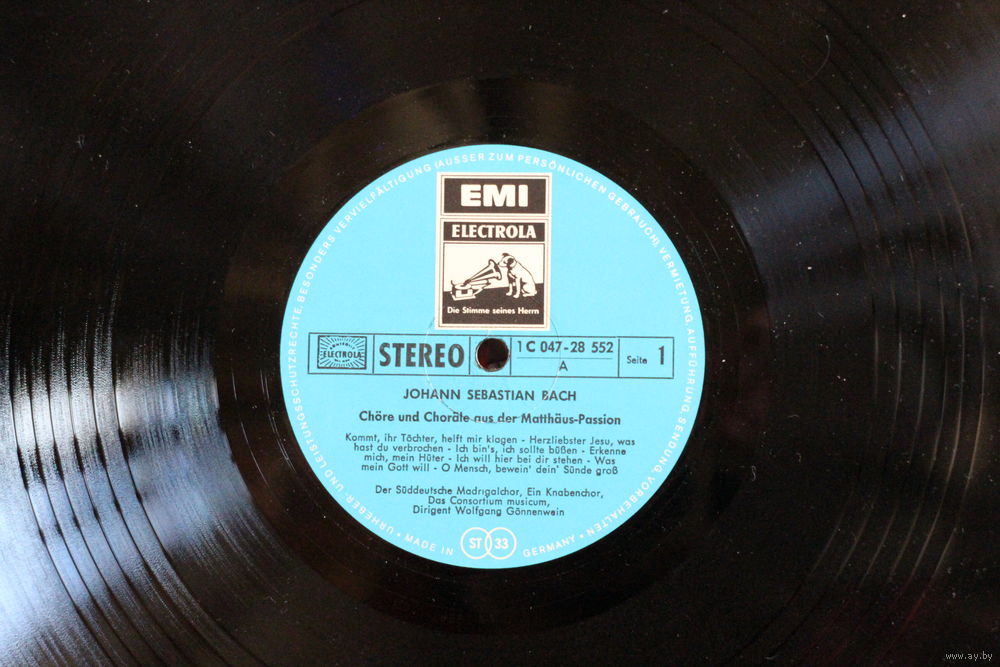 URHEBER- UND LEISTUNGSSCHUTZRECHTE, BESONDERS VERVIELFÄLTIGUNG (AUSSER ZUM PERSÖNLICHEN GEBRAUCH), VERMIETUNG, AUFFÜHRUNG, SENDUNG, VORBEHALTEN
EMI
ELECTROLA
Die Stimme seines Herrn
ELECTROLA
STEREO
1 C 047-28 552
A
Seite 1
JOHANN SEBASTIAN BACH
Chöre und Choräle aus der Matthäus-Passion
Kommt, ihr Töchter, helft mir klagen - Herzliebster Jesu, was
hast du verbrochen - Ich bin's, ich sollte büßen - Erkenne
mich, mein Hüter - Ich will hier bei dir stehen - Was
mein Gott will - O Mensch, bewein' dein' Sünde groß
Der Süddeutsche Madrigalchor, Ein Knabenchor,
Das Consortium musicum,
Dirigent Wolfgang Gönnenwein
• MADE IN GERMANY •
ST 33
www.ay.by